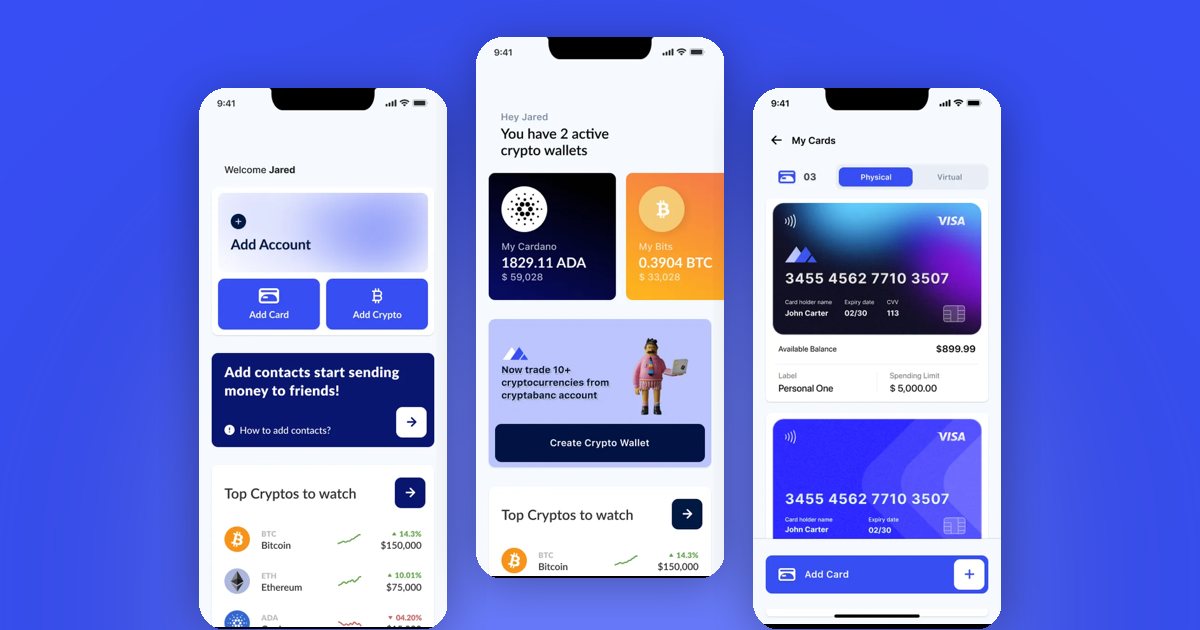 9:41
Welcome Jared
Add Account
Add Card
Add Crypto
Add contacts start sending
money to friends!
How to add contacts?
Top Cryptos to watch
BTC
Bitcoin
14.3%
$150,000
ETH
Ethereum
10.01%
$75,000
ADA
04.20%
9:41
Hey Jared
You have 2 active
crypto wallets
My Cardano
1829.11 ADA
$ 59,028
My Bits
0.3904 BTC
$ 33,028
Now trade 10+
cryptocurrencies from
cryptabanc account
Create Crypto Wallet
Top Cryptos to watch
BTC
Bitcoin
14.3%
$150,000
9:41
My Cards
03
Physical
Virtual
VISA
3455 4562 7710 3507
Card holder name
Expiry date
CVV
John Carter
02/30
113
Available Balance
$899.99
Label
Spending Limit
Personal One
$ 5,000.00
VISA
3455 4562 7710 3507
Card holder name
Expiry date
John Carter
02/30
Add Card